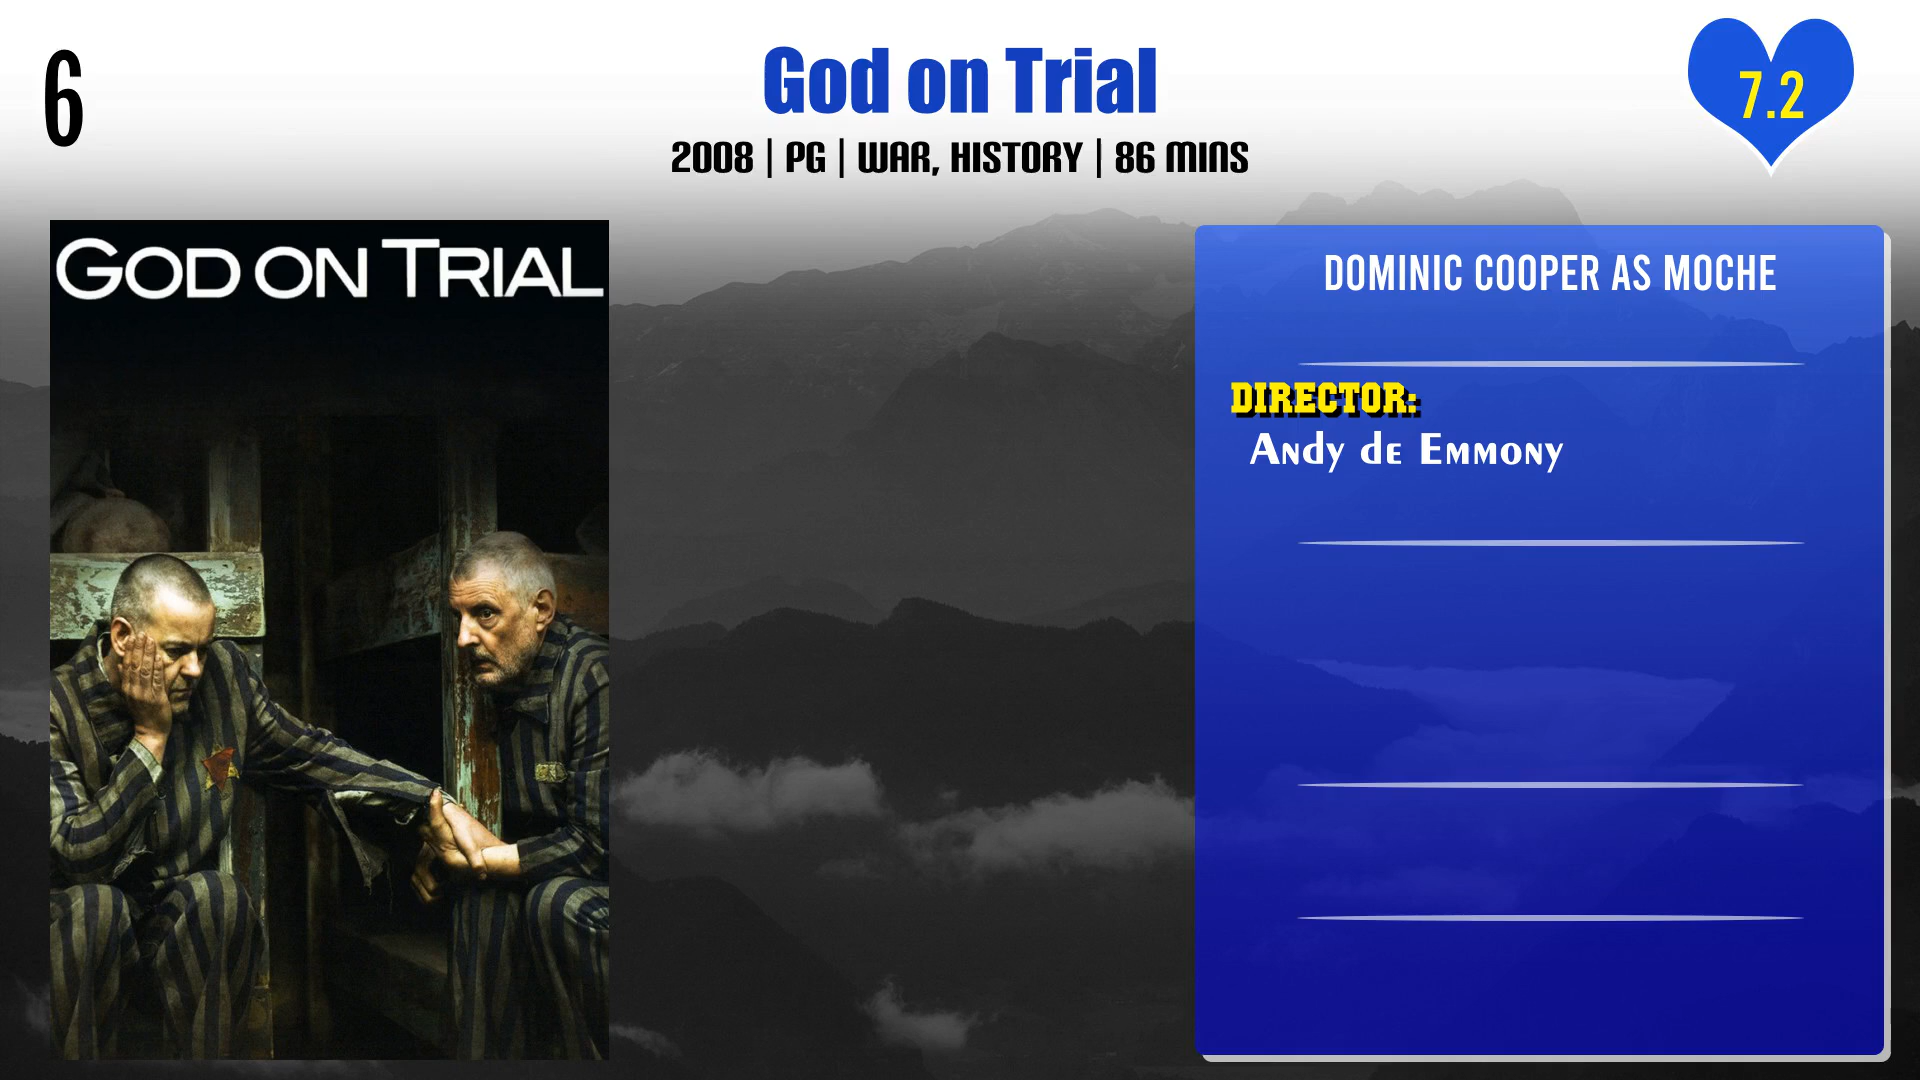 6
God on Trial
7.2
2008 | PG | WAR, HISTORY | 86 MINS
GOD ON TRIAL
DOMINIC COOPER AS MOCHE
DIRECTOR:
Andy de Emmony